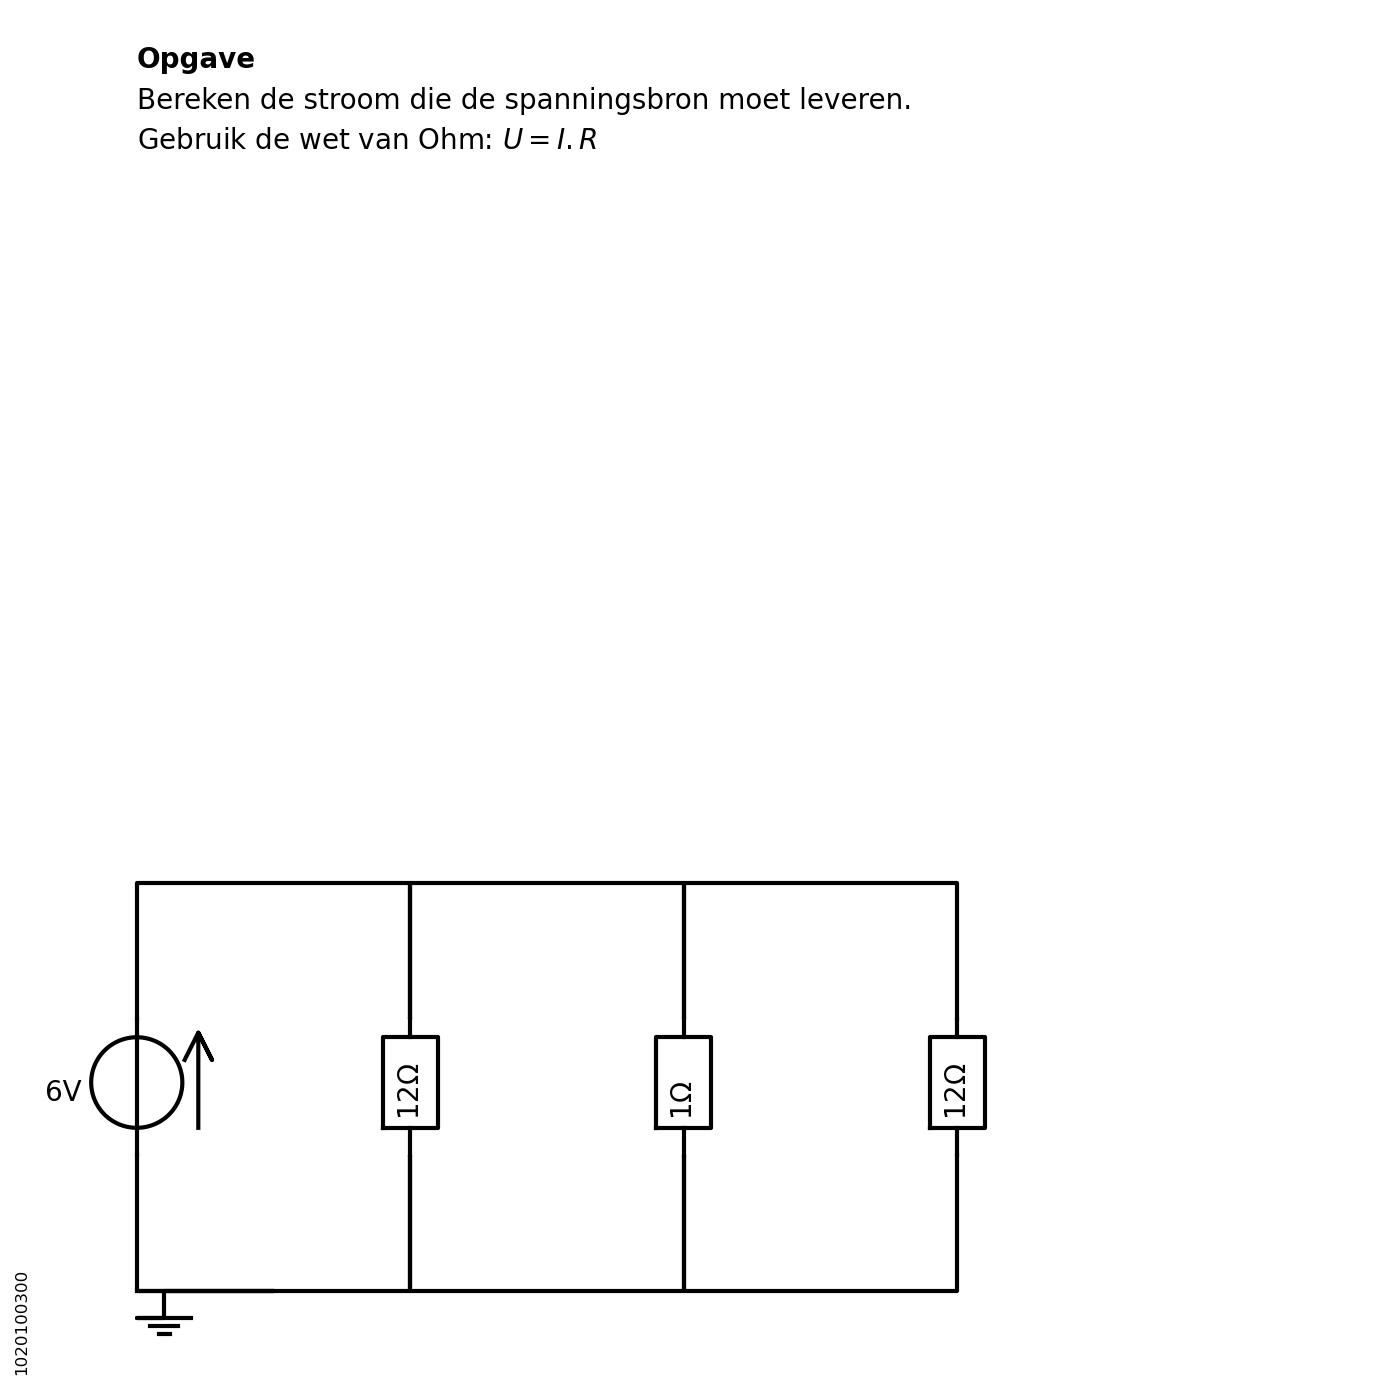 Opgave
Bereken de stroom die de spanningsbron moet leveren.
Gebruik de wet van Ohm: U = I. R
6V
12Ω
1Ω
12Ω
1020100300